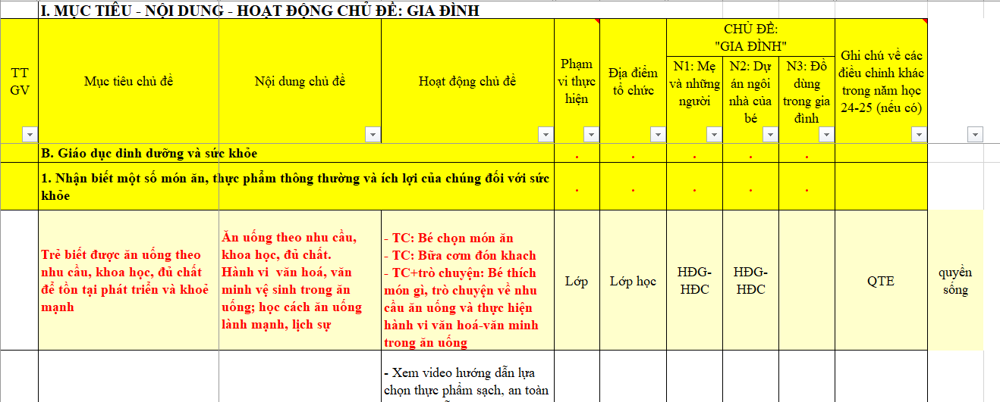 I. MỤC TIÊU - NỘI DUNG - HOẠT ĐỘNG CHỦ ĐỀ: GIA ĐÌNH
TT
GV
Mục tiêu chủ đề
Nội dung chủ đề
Hoạt động chủ đề
Phạm
vi thực
hiện
Địa điểm
tổ chức
CHỦ ĐỀ:
"GIA ĐÌNH"
N1: Mẹ
và những
người
N2: Dự
án ngôi
nhà của
bé
N3: Đồ
dùng
trong gia
đình
Ghi chú về các
điều chỉnh khác
trong năm học
24-25 (nếu có)
B. Giáo dục dinh dưỡng và sức khỏe
. . . . .
1. Nhận biết một số món ăn, thực phẩm thông thường và ích lợi của chúng đối với sức
khỏe
. . . . .
Trẻ biết được ăn uống theo
nhu cầu, khoa học, đủ chất
để tồn tại phát triển và khoẻ
mạnh
Ăn uống theo nhu cầu,
khoa học, đủ chất.
Hành vi văn hoá, văn
minh vệ sinh trong ăn
uống; học cách ăn uống
lành mạnh, lịch sự
- TC: Bé chọn món ăn
- TC: Bữa cơm đón khach
- TC+trò chuyện: Bé thích
món gì, trò chuyện về nhu
cầu ăn uống và thực hiện
hành vi văn hoá-văn minh
trong ăn uống
Lớp
Lớp học
HĐG-
HĐC
HĐG-
HĐC
QTE
quyền
sống
- Xem video hướng dẫn lựa
chọn thực phẩm sạch, an toàn